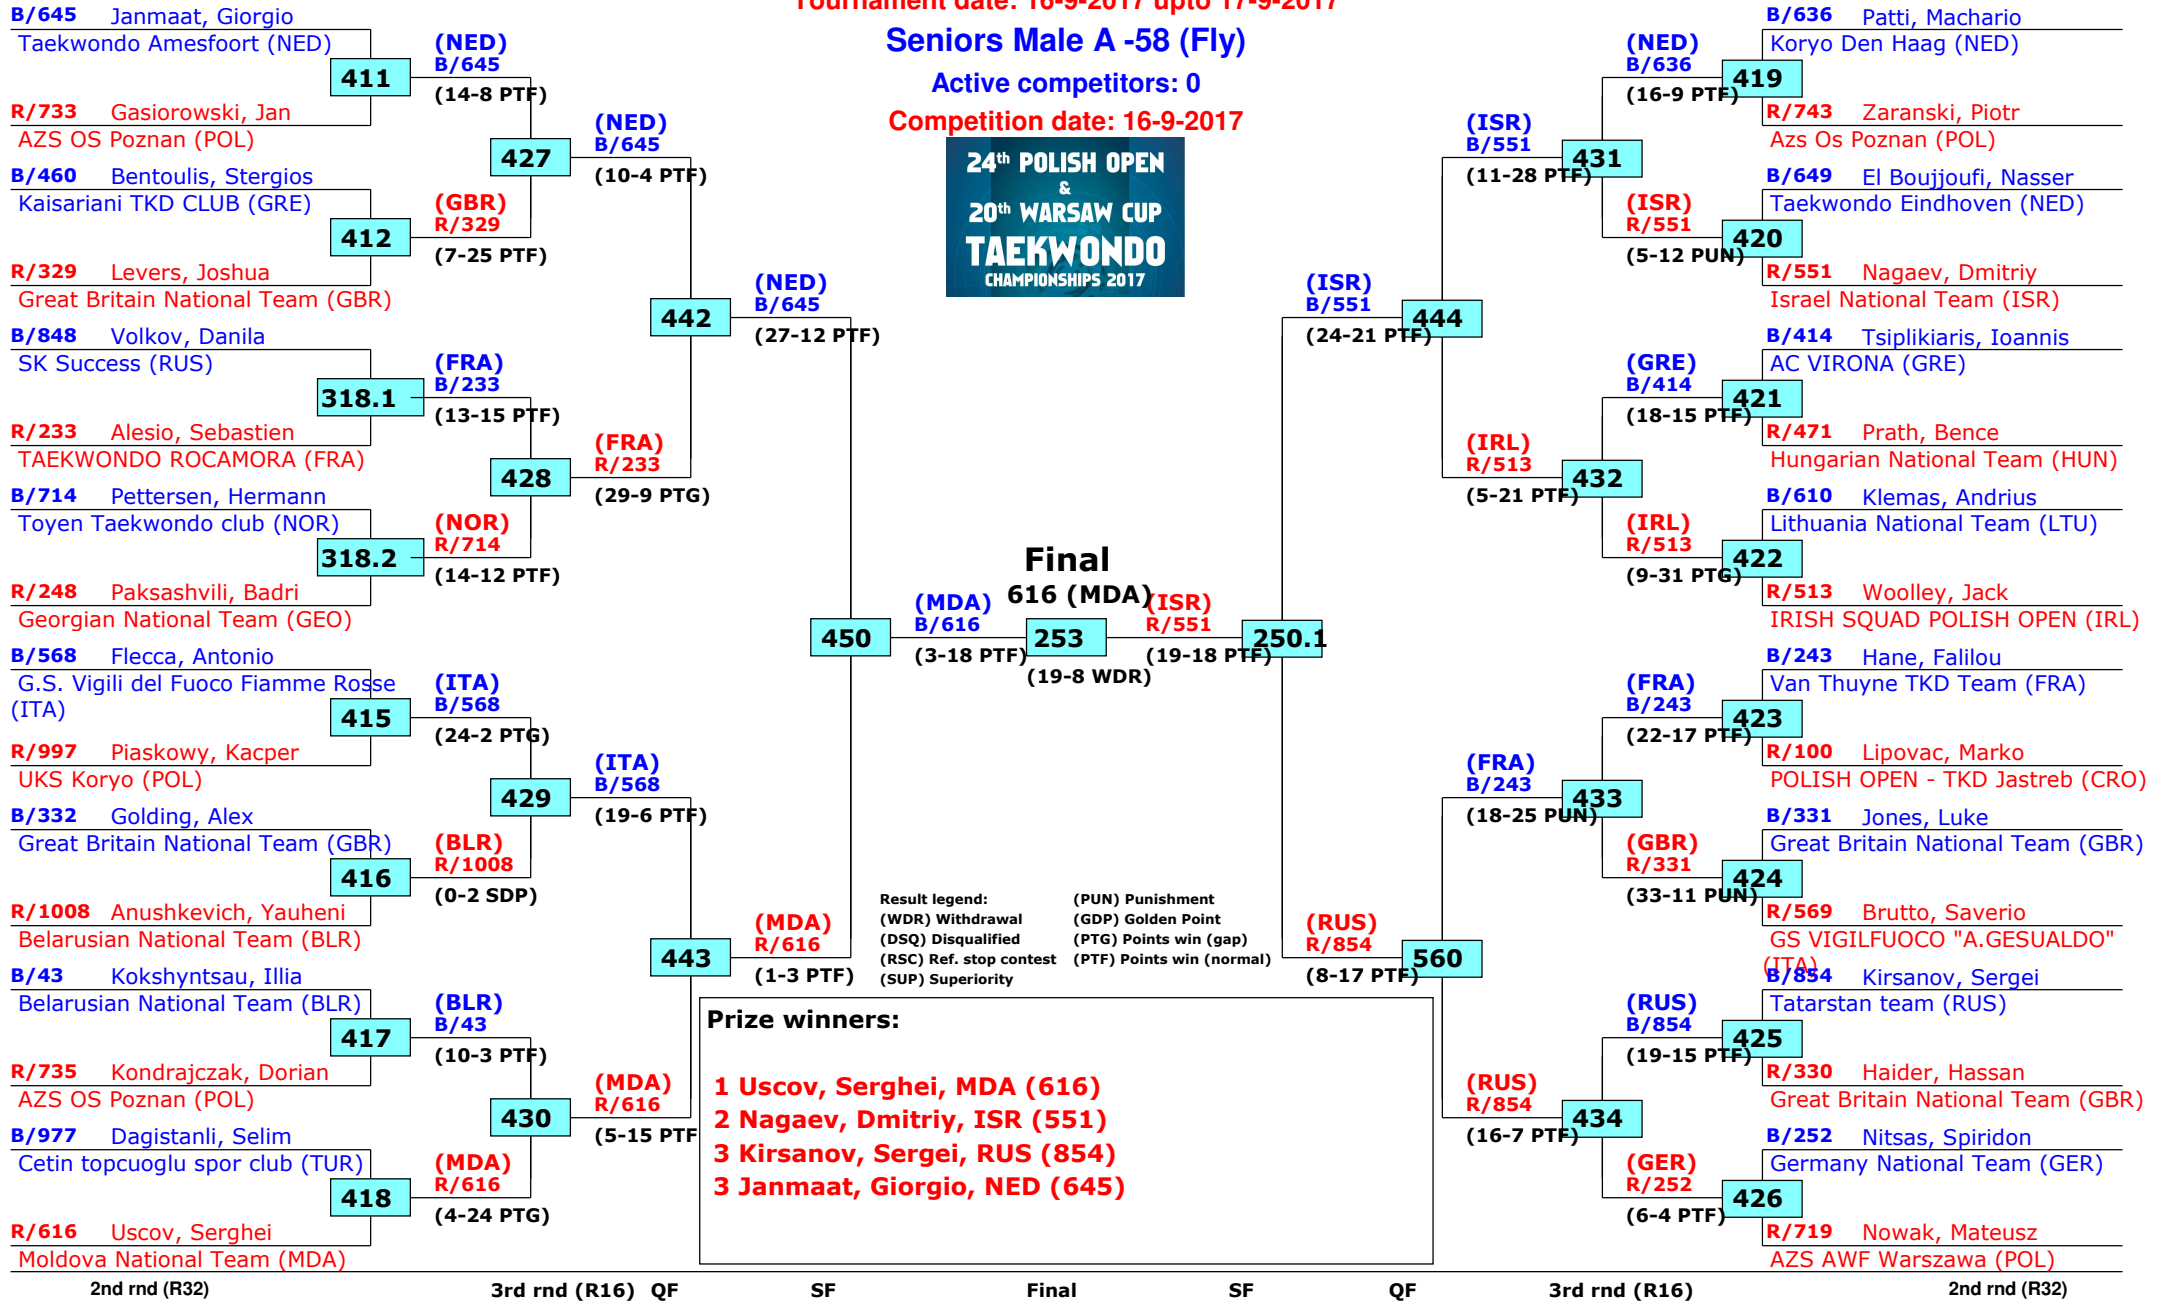 Tournament date: 16-9-2017 upto 17-9-2017
Seniors Male A -58 (Fly)
Active competitors: 0
Competition date: 16-9-2017
24th POLISH OPEN
&
20th WARSAW CUP
TAEKWONDO
CHAMPIONSHIPS 2017
B/645 Janmaat, Giorgio
Taekwondo Amesfoort (NED)
411
R/733 Gasiorowski, Jan
AZS OS Poznan (POL)
B/460 Bentoulis, Stergios
Kaisariani TKD CLUB (GRE)
412
R/329 Levers, Joshua
Great Britain National Team (GBR)
B/848 Volkov, Danila
SK Success (RUS)
318.1
R/233 Alesio, Sebastien
TAEKWONDO ROCAMORA (FRA)
B/714 Pettersen, Hermann
Toyen Taekwondo club (NOR)
318.2
R/248 Paksashvili, Badri
Georgian National Team (GEO)
B/568 Flecca, Antonio
G.S. Vigili del Fuoco Fiamme Rosse
(ITA)
415
R/997 Piaskowy, Kacper
UKS Koryo (POL)
B/332 Golding, Alex
Great Britain National Team (GBR)
416
R/1008 Anushkevich, Yauheni
Belarusian National Team (BLR)
B/43 Kokshyntsau, Illia
Belarusian National Team (BLR)
417
R/735 Kondrajczak, Dorian
AZS OS Poznan (POL)
B/977 Dagistanli, Selim
Cetin topcuoglu spor club (TUR)
418
R/616 Uscov, Serghei
Moldova National Team (MDA)
(NED)
B/645
(14-8 PTF)
427
(GBR)
R/329
(7-25 PTF)
(FRA)
B/233
(13-15 PTF)
428
(NOR)
R/714
(14-12 PTF)
(ITA)
B/568
(24-2 PTG)
429
(BLR)
R/1008
(0-2 SDP)
(BLR)
B/43
(10-3 PTF)
430
(MDA)
R/616
(4-24 PTG)
(NED)
B/645
(10-4 PTF)
442
(FRA)
R/233
(29-9 PTG)
(ITA)
B/568
(19-6 PTF)
443
(MDA)
R/616
(5-15 PTF
(NED)
B/645
(27-12 PTF)
450
(MDA)
R/616
(1-3 PTF)
Final
616 (MDA)
(MDA)
B/616
(3-18 PTF)
253
(19-8 WDR)
(ISR)
R/551
(19-18 PTF)
250.1
(ISR)
B/551
(24-21 PTF)
444
(RUS)
R/854
(8-17 PTF)
560
(ISR)
B/551
(11-28 PTF)
431
(IRL)
R/513
(5-21 PTF)
432
(FRA)
B/243
(18-25 PUN)
433
(RUS)
R/854
(16-7 PTF)
434
(NED)
B/636
(16-9 PTF)
419
(ISR)
R/551
(5-12 PUN)
420
(GRE)
B/414
(18-15 PTF)
421
(IRL)
R/513
(9-31 PTG)
422
(FRA)
B/243
(22-17 PTF)
423
(GBR)
R/331
(33-11 PUN)
424
(RUS)
B/854
(19-15 PTF)
425
(GER)
R/252
(6-4 PTF)
426
B/636 Patti, Machario
Koryo Den Haag (NED)
R/743 Zaranski, Piotr
Azs Os Poznan (POL)
B/649 El Boujjoufi, Nasser
Taekwondo Eindhoven (NED)
R/551 Nagaev, Dmitriy
Israel National Team (ISR)
B/414 Tsiplikiaris, Ioannis
AC VIRONA (GRE)
R/471 Prath, Bence
Hungarian National Team (HUN)
B/610 Klemas, Andrius
Lithuania National Team (LTU)
R/513 Woolley, Jack
IRISH SQUAD POLISH OPEN (IRL)
B/243 Hane, Falilou
Van Thuyne TKD Team (FRA)
R/100 Lipovac, Marko
POLISH OPEN - TKD Jastreb (CRO)
B/331 Jones, Luke
Great Britain National Team (GBR)
R/569 Brutto, Saverio
GS VIGILFUOCO "A.GESUALDO"
(ITA)
B/854 Kirsanov, Sergei
Tatarstan team (RUS)
R/330 Haider, Hassan
Great Britain National Team (GBR)
B/252 Nitsas, Spiridon
Germany National Team (GER)
R/719 Nowak, Mateusz
AZS AWF Warszawa (POL)
Result legend: (PUN) Punishment
(WDR) Withdrawal (GDP) Golden Point
(DSQ) Disqualified (PTG) Points win (gap)
(RSC) Ref. stop contest (PTF) Points win (normal)
(SUP) Superiority
Prize winners:
1 Uscov, Serghei, MDA (616)
2 Nagaev, Dmitriy, ISR (551)
3 Kirsanov, Sergei, RUS (854)
3 Janmaat, Giorgio, NED (645)
2nd rnd (R32) 3rd rnd (R16) QF SF Final SF QF 3rd rnd (R16) 2nd rnd (R32)